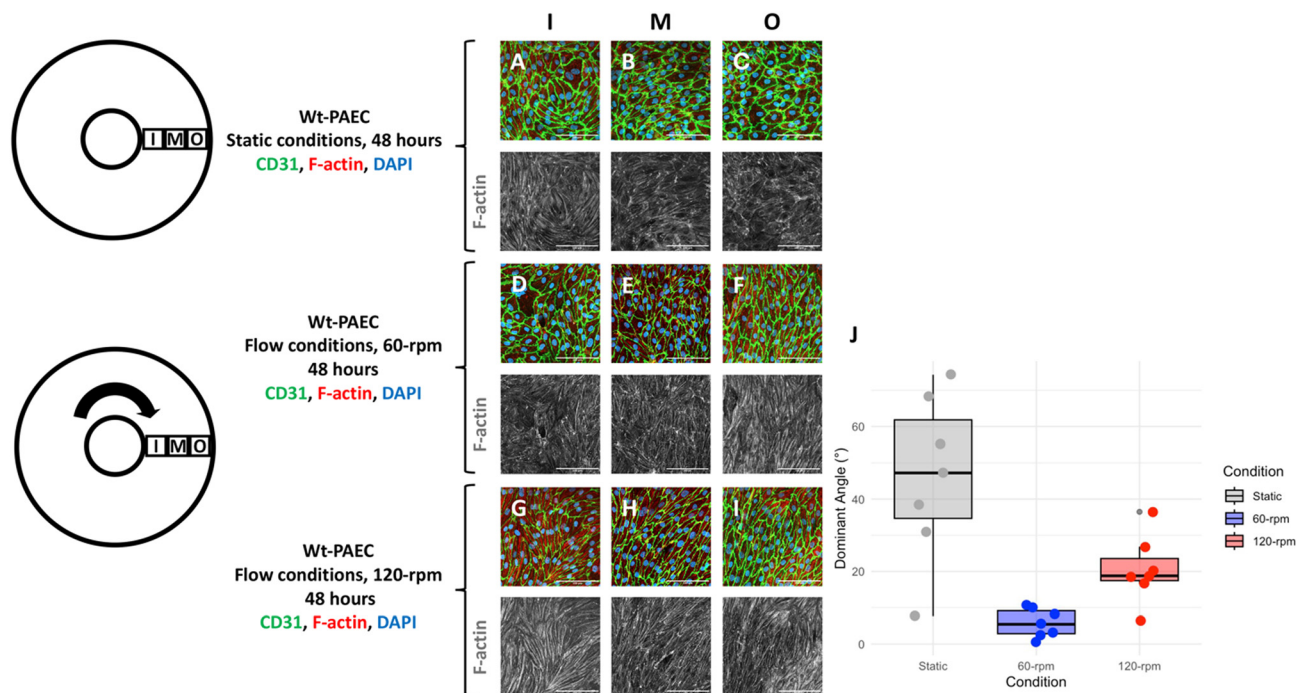 I M O
I M O
Wt-PAEC
Static conditions, 48 hours
CD31, F-actin, DAPI
A B C
F-actin
Wt-PAEC
Flow conditions, 60-rpm
48 hours
CD31, F-actin, DAPI
I M O
D E F
F-actin
Wt-PAEC
Flow conditions, 120-rpm
48 hours
CD31, F-actin, DAPI
G H I
F-actin
J
Dominant Angle (°)
60
40
20
0
Static 60-rpm 120-rpm
Condition
Condition
Static
60-rpm
120-rpm